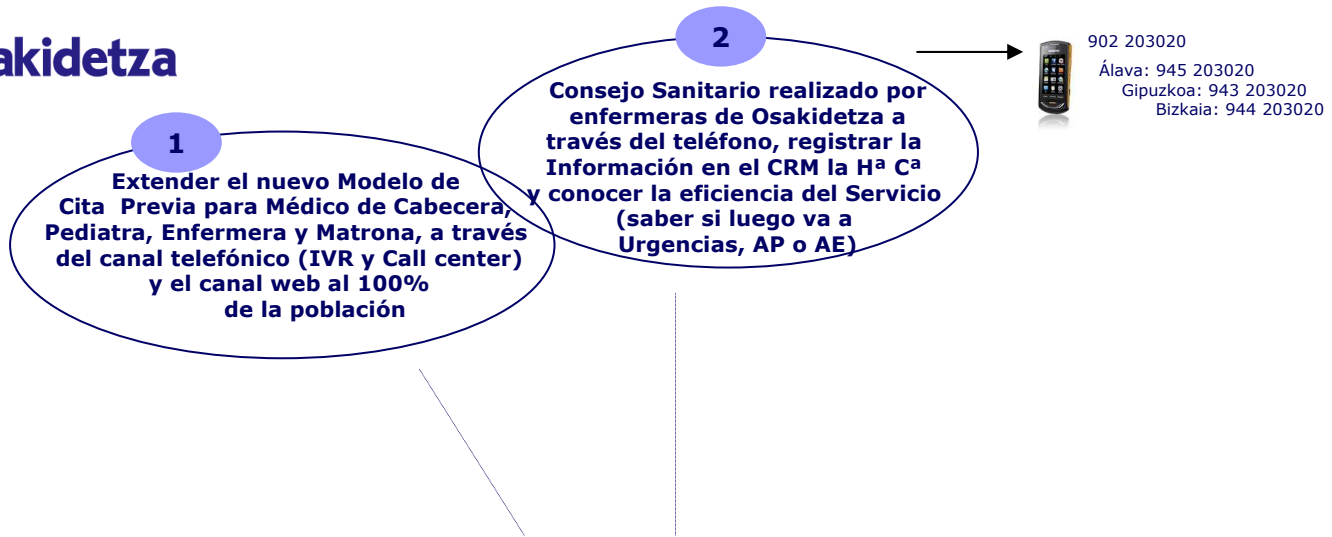 akidetza
1
Extender el nuevo Modelo de
Cita Previa para Médico de Cabecera,
Pediatra, Enfermera y Matrona, a través
del canal telefónico (IVR y Call center)
y el canal web al 100%
de la población
2
Consejo Sanitario realizado por
enfermeras de Osakidetza a
través del teléfono, registrar la
Información en el CRM la Hª Cª
y conocer la eficiencia del Servicio
(saber si luego va a
Urgencias, AP o AE)
902 203020
Álava: 945 203020
Gipuzkoa: 943 203020
Bizkaia: 944 203020